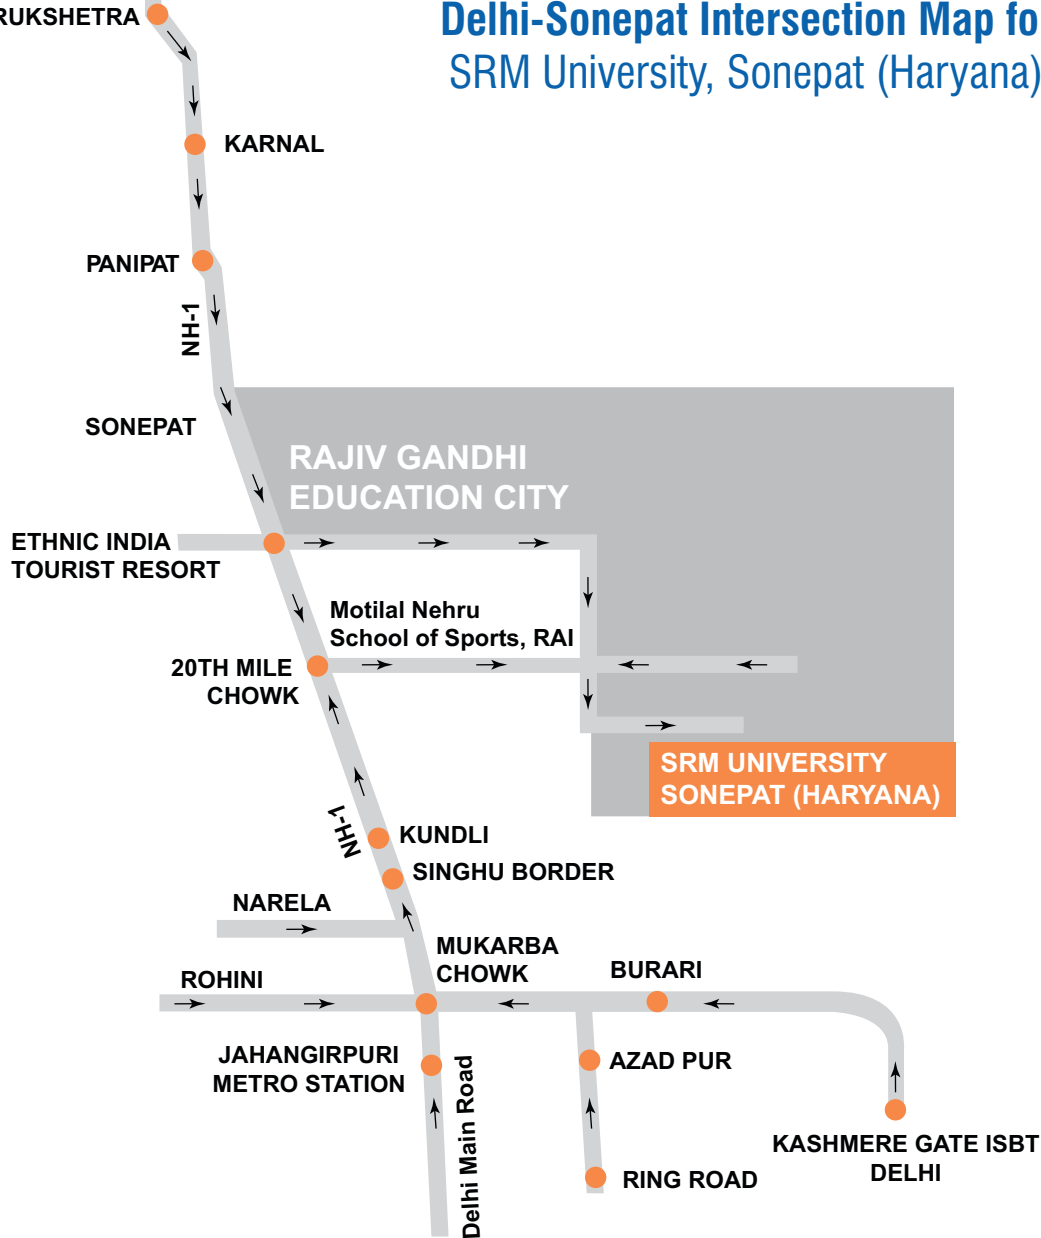 Delhi-Sonepat Intersection Map fo
SRM University, Sonepat (Haryana)
RUKSHETRA
KARNAL
PANIPAT
NH-1
SONEPAT
RAJIV GANDHI
EDUCATION CITY
ETHNIC INDIA
TOURIST RESORT
Motilal Nehru
School of Sports, RAI
20TH MILE
CHOWK
SRM UNIVERSITY
SONEPAT (HARYANA)
NH-1
KUNDLI
SINGHU BORDER
NARELA
MUKARBA
CHOWK
ROHINI
BURARI
JAHANGIRPURI
METRO STATION
Delhi Main Road
AZAD PUR
KASHMERE GATE ISBT
DELHI
RING ROAD